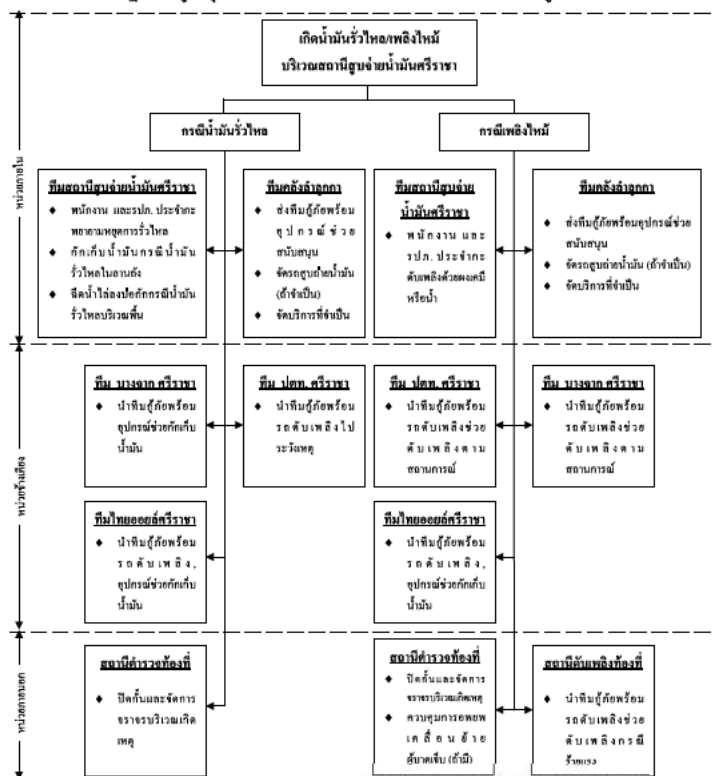 เกิดน้ำมันรั่วไหล/เพลิงไหม้
บริเวณสถานีสูบจ่ายน้ำมันศรีราชา
กรณีน้ำมันรั่วไหล
กรณีเพลิงไหม้
หน่วยภายใน
ทีมสถานีสูบจ่ายน้ำมันศรีราชา
♦ พนักงาน และรปภ. ประจำกะ
พยายามหยุดการรั่วไหล
♦ กักเก็บน้ำมันกรณีน้ำมัน
รั่วไหลในลานถัง
♦ ฉีดน้ำไล่ลงบ่อกักกรณีน้ำมัน
รั่วไหลบริเวณพื้น
ทีมคลังลำลูกกา
♦ ส่งทีมกู้ภัยพร้อม
อุปกรณ์ช่วย
สนับสนุน
♦ จัดรถสูบถ่ายน้ำมัน
(ถ้าจำเป็น)
♦ จัดบริการที่จำเป็น
ทีมสถานีสูบจ่าย
น้ำมันศรีราชา
♦ พนักงาน และ
รปภ. ประจำกะ
ดับเพลิงด้วยผงเคมี
หรือน้ำ
ทีมคลังลำลูกกา
♦ ส่งทีมกู้ภัยพร้อมอุปกรณ์ช่วย
สนับสนุน
♦ จัดรถสูบถ่ายน้ำมัน (ถ้าจำเป็น)
♦ จัดบริการที่จำเป็น
หน่วยข้างเคียง
ทีม บางจาก ศรีราชา
♦ นำทีมกู้ภัยพร้อม
อุปกรณ์ช่วยกักเก็บ
น้ำมัน
ทีม ปตท. ศรีราชา
♦ นำทีมกู้ภัยพร้อม
รถดับเพลิงไป
ระวังเหตุ
ทีม ปตท. ศรีราชา
♦ นำทีมกู้ภัยพร้อม
รถดับเพลิงช่วย
ดับเพลิงตาม
สถานการณ์
ทีม บางจาก ศรีราชา
♦ นำทีมกู้ภัยพร้อม
รถดับเพลิงช่วย
ดับเพลิงตาม
สถานการณ์
ทีมไทยออยล์ศรีราชา
♦ นำทีมกู้ภัยพร้อม
รถดับเพลิง,
อุปกรณ์ช่วยกักเก็บ
น้ำมัน
ทีมไทยออยล์ศรีราชา
♦ นำทีมกู้ภัยพร้อม
รถดับเพลิง,
อุปกรณ์ช่วยกักเก็บ
น้ำมัน
หน่วยภายนอก
สถานีตำรวจท้องที่
♦ ปิดกั้นและจัดการ
จราจรบริเวณเกิด
เหตุ
สถานีตำรวจท้องที่
♦ ปิดกั้นและจัดการ
จราจรบริเวณเกิดเหตุ
♦ ควบคุมการอพยพ
เคลื่อนย้าย
ผู้บาดเจ็บ (ถ้ามี)
สถานีดับเพลิงท้องที่
♦ นำทีมกู้ภัยพร้อม
รถดับเพลิงช่วย
ดับเพลิงกรณี
ร้ายแรง